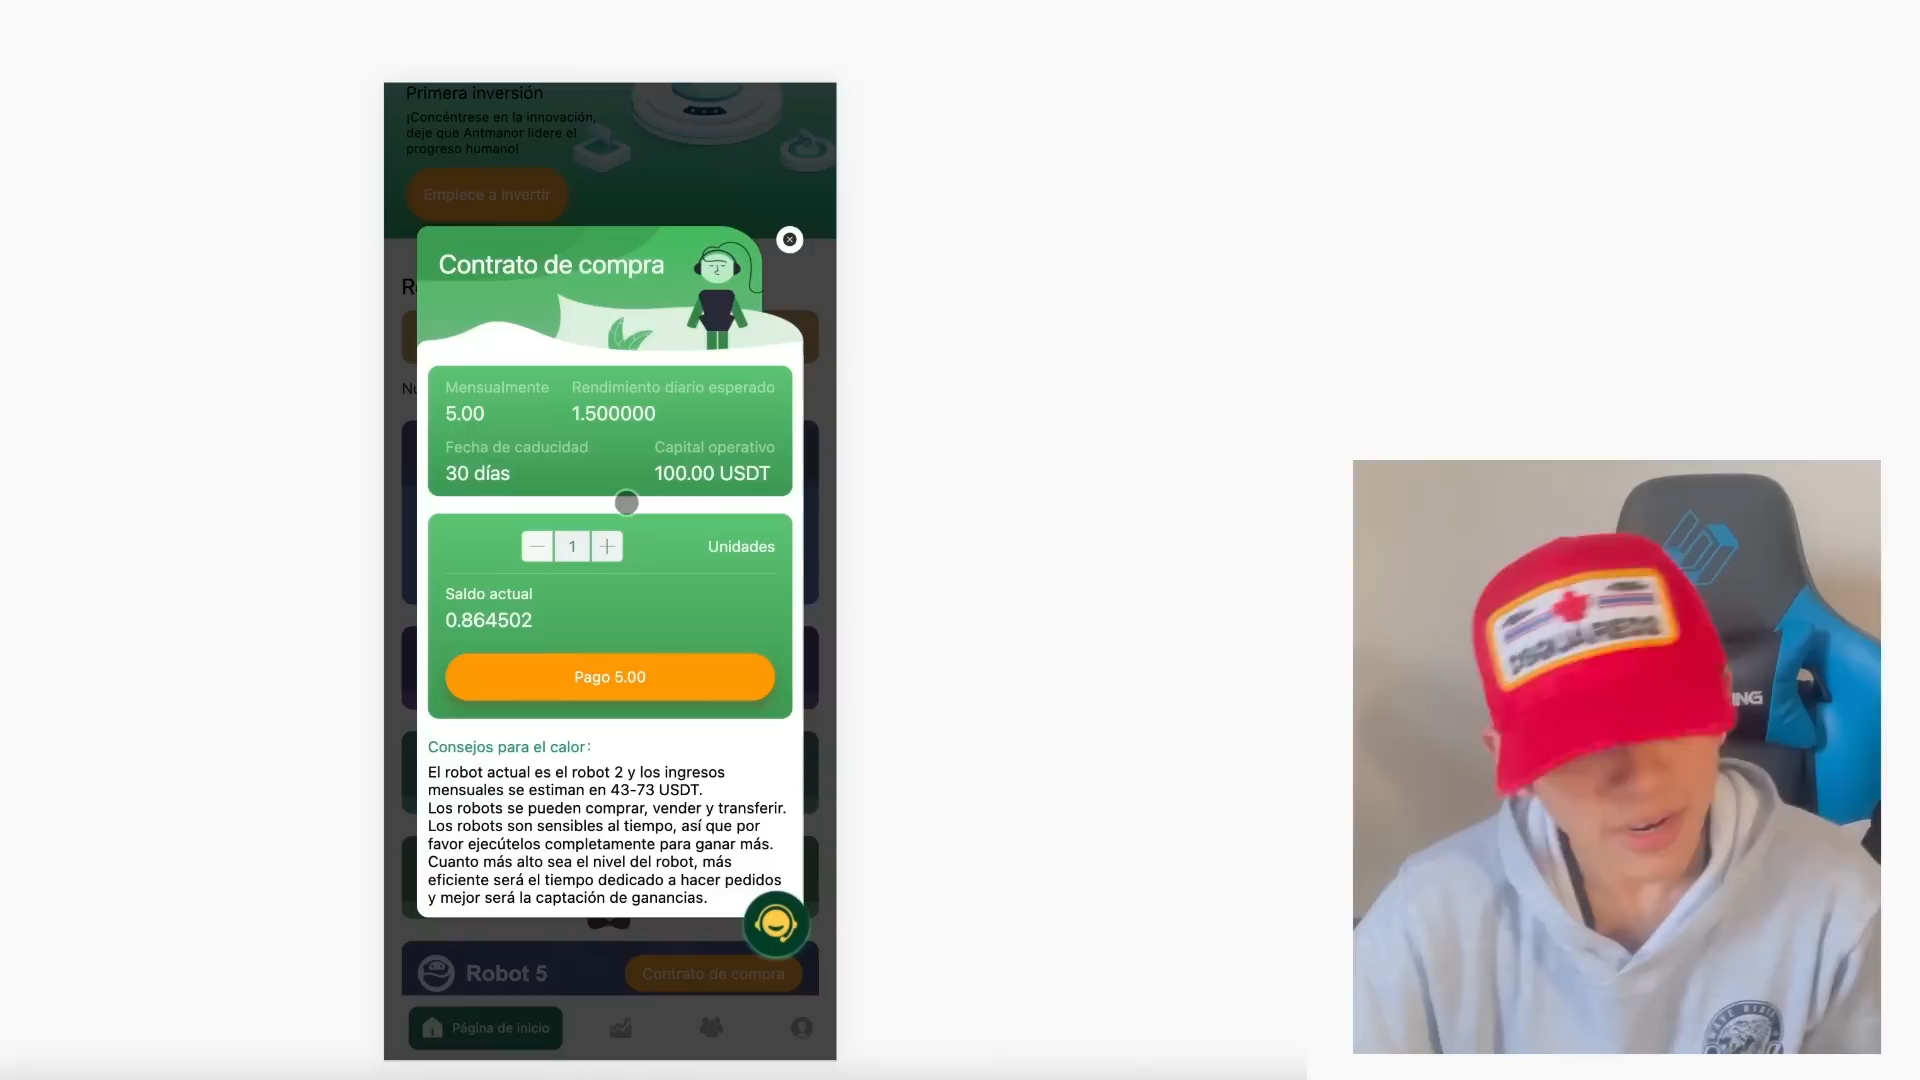 Primera inversión
¡Concéntrese en la innovación,
deje que Antmanor lidere el
progreso humano!
Empiece a invertir
Contrato de compra
Mensualmente
Rendimiento diario esperado
5.00
1.500000
Fecha de caducidad
Capital operativo
30 días
100.00 USDT
1
Unidades
Saldo actual
0.864502
Pago 5.00
Consejos para el calor:
El robot actual es el robot 2 y los ingresos
mensuales se estiman en 43-73 USDT.
Los robots se pueden comprar, vender y transferir.
Los robots son sensibles al tiempo, así que por
favor ejecútelos completamente para ganar más.
Cuanto más alto sea el nivel del robot, más
eficiente será el tiempo dedicado a hacer pedidos
y mejor será la captación de ganancias.
Robot 5
Contrato de compra
Página de inicio